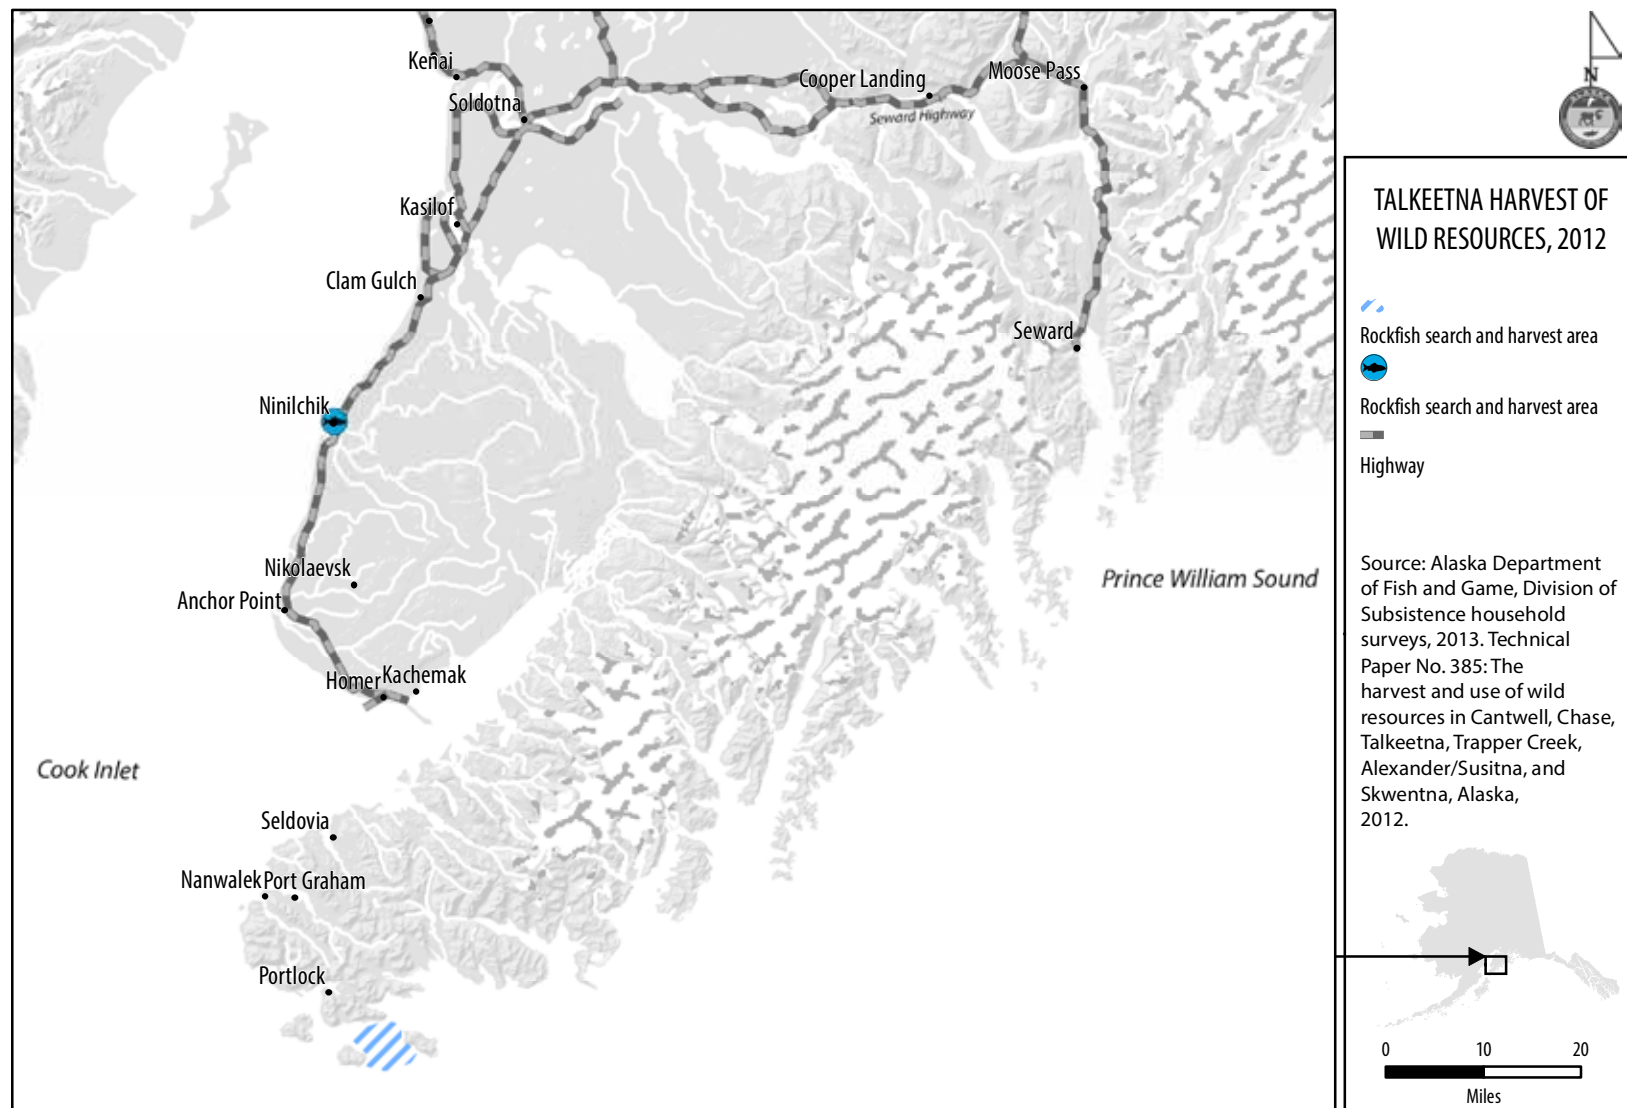 Kenai
Cooper Landing
Moose Pass
Soldotna
Seward Highway
Kasilof
Clam Gulch
Seward
Ninilchik
Prince William Sound
Nikolaevsk
Anchor Point
Homer
Kachemak
Cook Inlet
Seldovia
Nanwalek
Port Graham
Portlock
N
ALASKA
TALKEETNA HARVEST OF
WILD RESOURCES, 2012
Rockfish search and harvest area
Rockfish search and harvest area
Highway
Source: Alaska Department
of Fish and Game, Division of
Subsistence household
surveys, 2013. Technical
Paper No. 385: The
harvest and use of wild
resources in Cantwell, Chase,
Talkeetna, Trapper Creek,
Alexander/Susitna, and
Skwentna, Alaska,
2012.
0 10 20
Miles